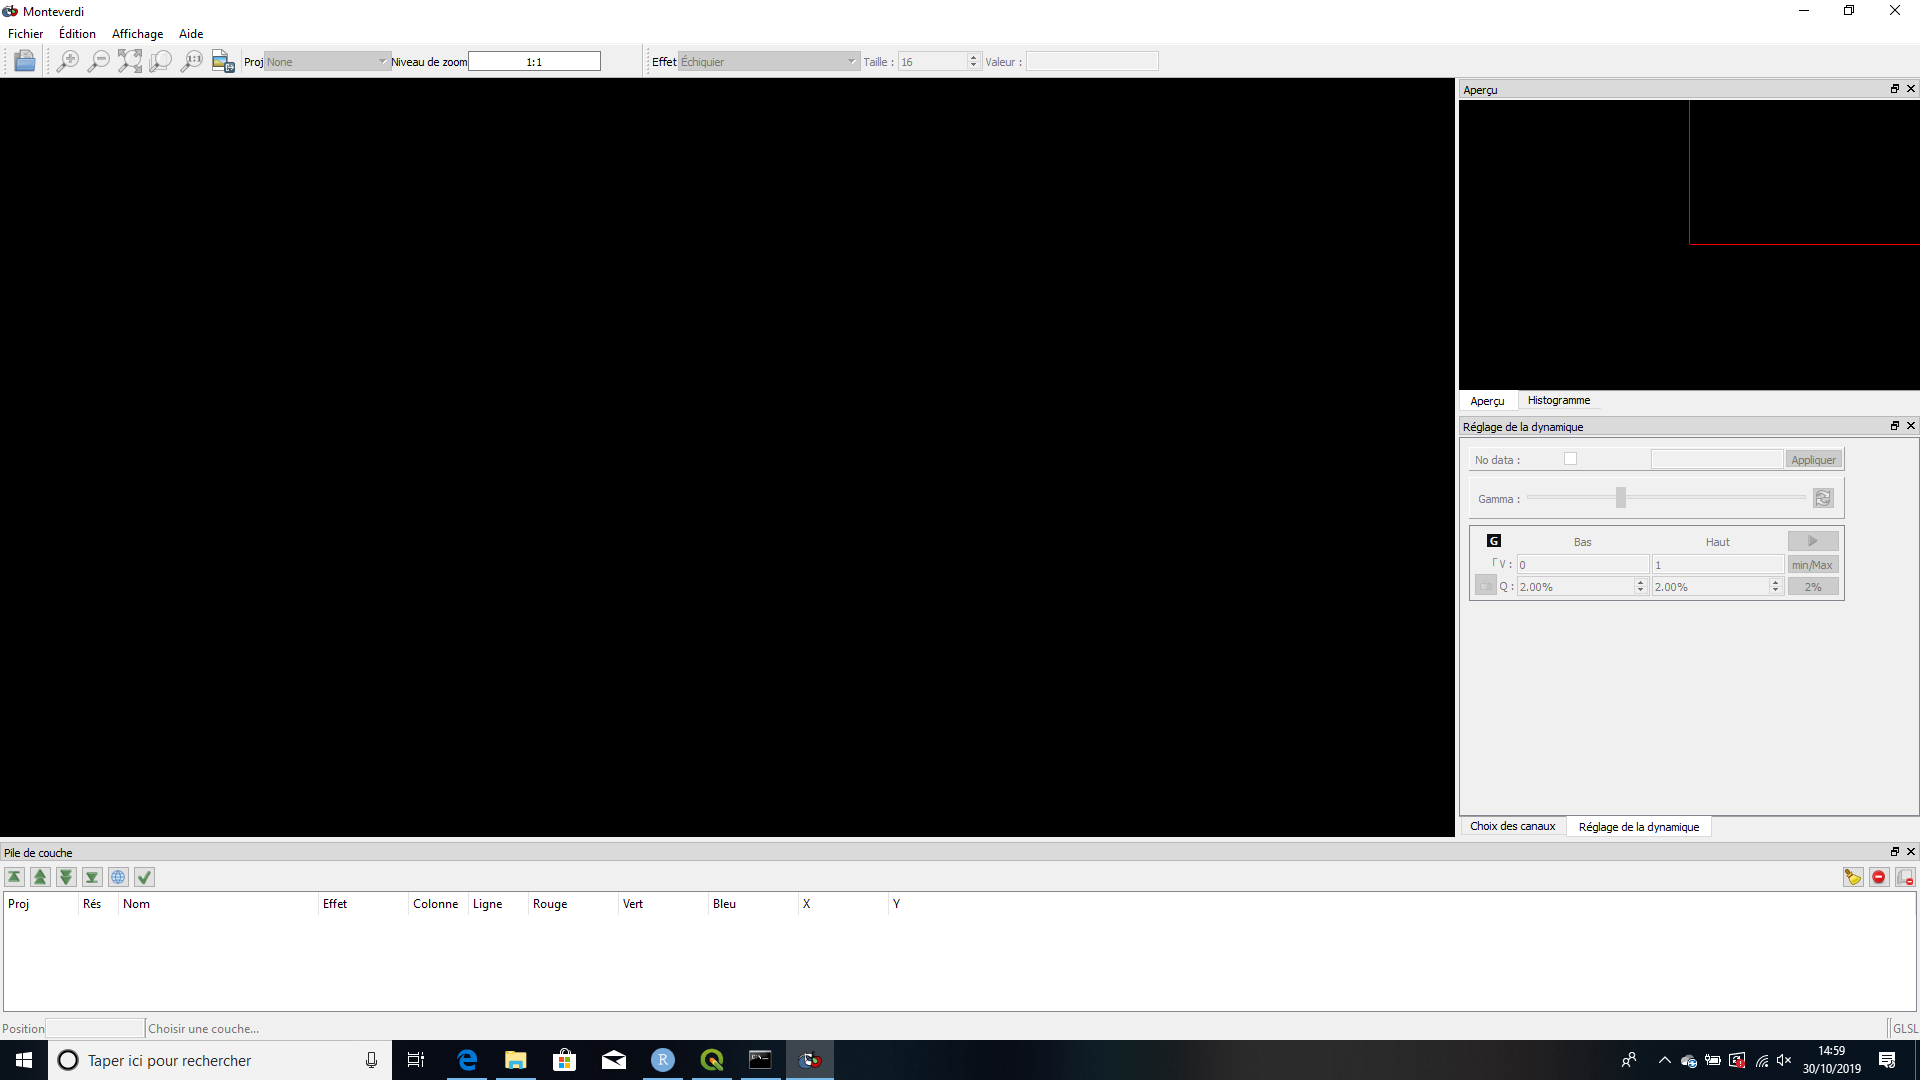 Monteverdi
Fichier Édition Affichage Aide
Proj None Niveau de zoom 1:1 Effet Échiquier Taille : 16 Valeur :
Aperçu
Aperçu Histogramme
Réglage de la dynamique
No data : Appliquer
Gamma :
G Bas Haut
V : 0 1 min/Max
Q : 2.00% 2.00% 2%
Choix des canaux Réglage de la dynamique
Pile de couche
Proj Rés Nom Effet Colonne Ligne Rouge Vert Bleu X Y
Position Choisir une couche... GLSL
Taper ici pour rechercher
14:59
30/10/2019